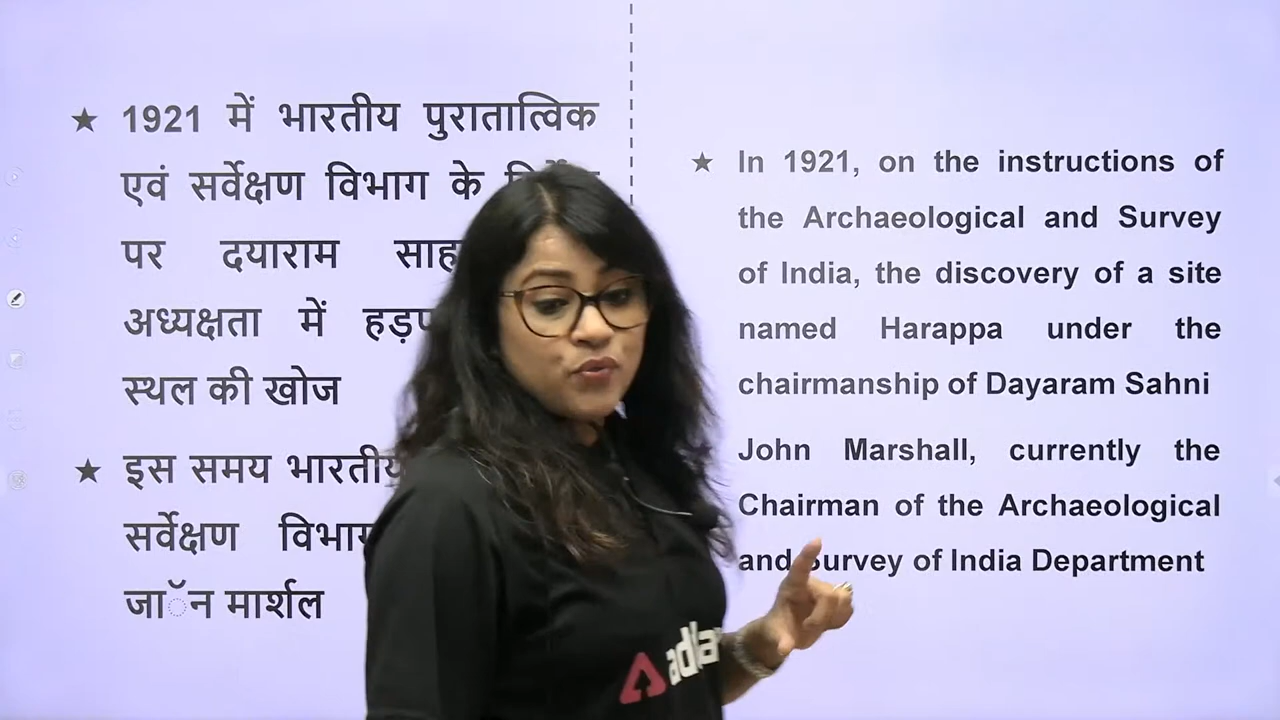 1921 में भारतीय पुरातात्विक
एवं सर्वेक्षण विभाग के
पर दयाराम
अध्यक्षता में
स्थल की खोज
इस समय भारतीय
सर्वेक्षण विभाग
जाॅन मार्शल
In 1921, on the instructions of
the Archaeological and Survey
of India, the discovery of a site
named Harappa under the
chairmanship of Dayaram Sahni
John Marshall, currently the
Chairman of the Archaeological
and Survey of India Department